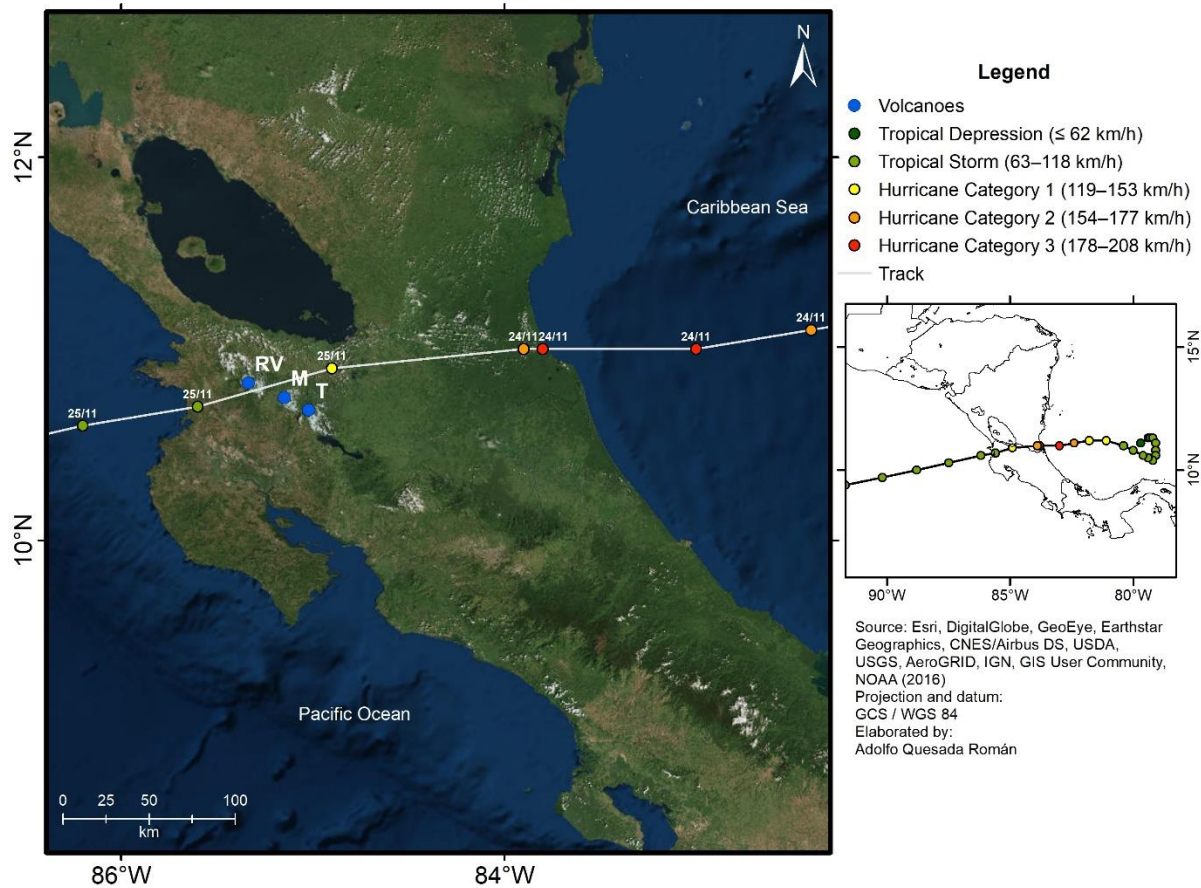 N
12°N
10°N
86°W
84°W
Caribbean Sea
Pacific Ocean
24/11
24/11
24/11
24/11
25/11
25/11
25/11
RV
M
T
0 25 50 100
km
Legend
Volcanoes
Tropical Depression (≤ 62 km/h)
Tropical Storm (63–118 km/h)
Hurricane Category 1 (119–153 km/h)
Hurricane Category 2 (154–177 km/h)
Hurricane Category 3 (178–208 km/h)
Track
15°N
10°N
90°W 85°W 80°W
Source: Esri, DigitalGlobe, GeoEye, Earthstar
Geographics, CNES/Airbus DS, USDA,
USGS, AeroGRID, IGN, GIS User Community,
NOAA (2016)
Projection and datum:
GCS / WGS 84
Elaborated by:
Adolfo Quesada Román